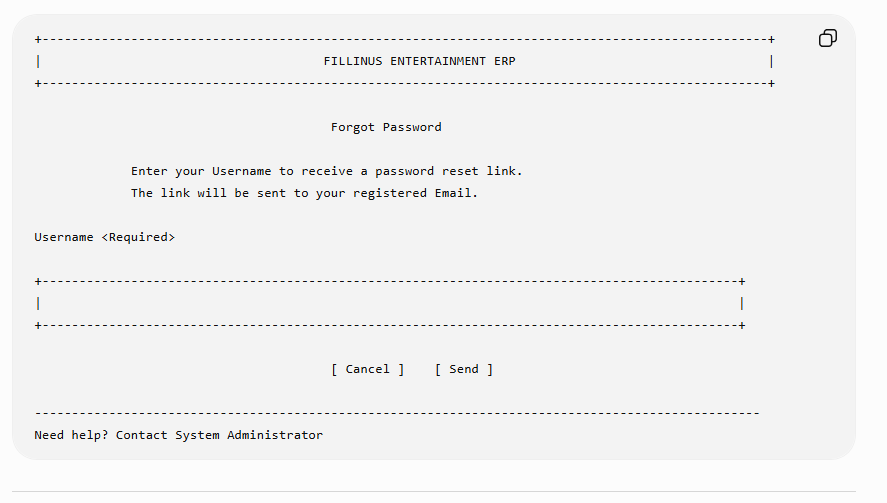 +--------------------------------------------------------------------------------------------------+
| FILLINUS ENTERTAINMENT ERP |
+--------------------------------------------------------------------------------------------------+
Forgot Password
Enter your Username to receive a password reset link.
The link will be sent to your registered Email.
Username <Required>
+----------------------------------------------------------------------------------------------+
| |
+----------------------------------------------------------------------------------------------+
[ Cancel ] [ Send ]
--------------------------------------------------------------------------------------------------
Need help? Contact System Administrator